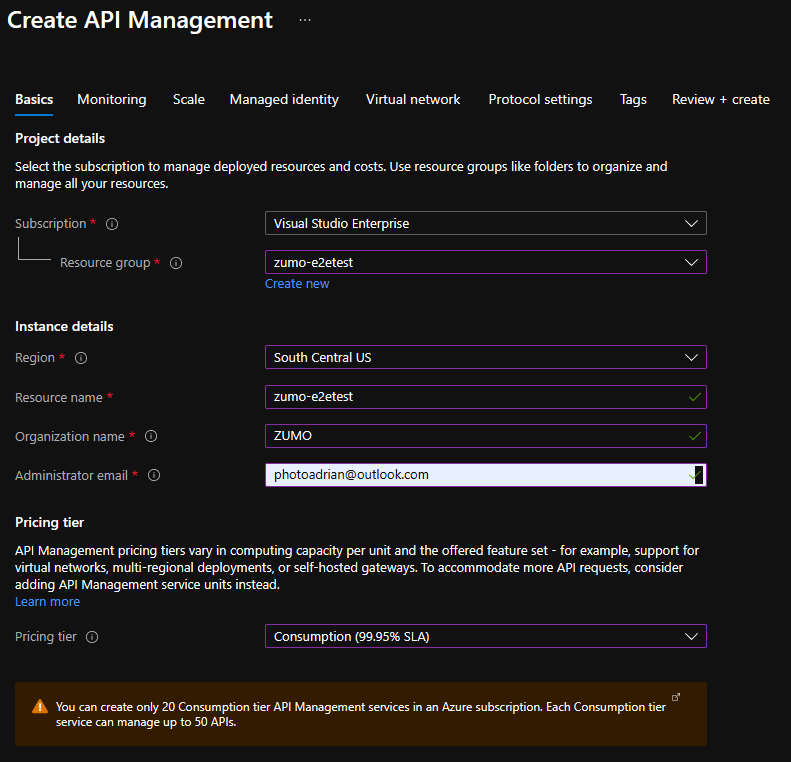 Create API Management ...
Basics Monitoring Scale Managed identity Virtual network Protocol settings Tags Review + create
Project details
Select the subscription to manage deployed resources and costs. Use resource groups like folders to organize and
manage all your resources.
Subscription * Visual Studio Enterprise
Resource group * zumo-e2etest
Create new
Instance details
Region * South Central US
Resource name * zumo-e2etest
Organization name * ZUMO
Administrator email * photoadrian@outlook.com
Pricing tier
API Management pricing tiers vary in computing capacity per unit and the offered feature set - for example, support for
virtual networks, multi-regional deployments, or self-hosted gateways. To accommodate more API requests, consider
adding API Management service units instead.
Learn more
Pricing tier Consumption (99.95% SLA)
You can create only 20 Consumption tier API Management services in an Azure subscription. Each Consumption tier
service can manage up to 50 APIs.